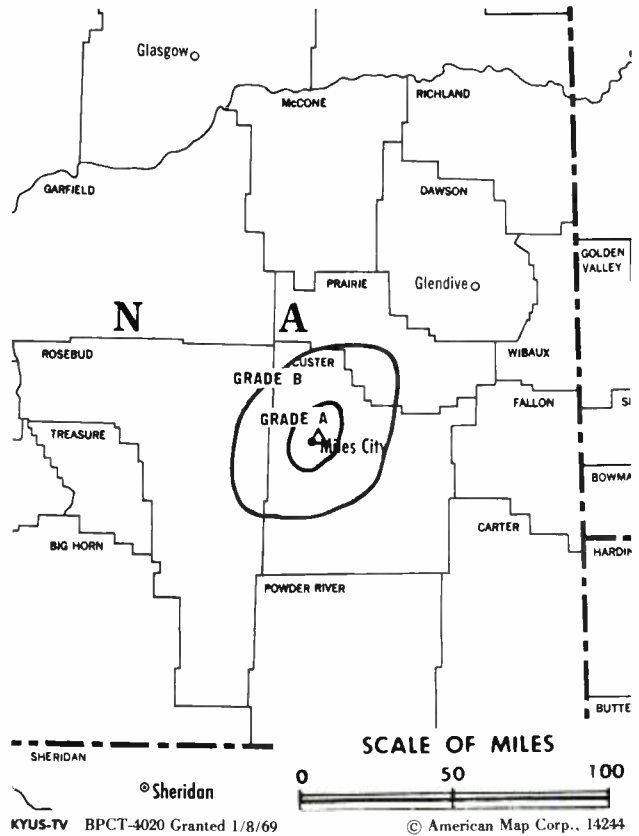 Glasgow
McCONE
RICHLAND
GARFIELD
DAWSON
GOLDEN
VALLEY
PRAIRIE
Glendive
N A
ROSEBUD
CUSTER
WIBAUX
GRADE B
FALLON
GRADE A
TREASURE
Miles City
BOWMA
CARTER
BIG HORN
HARDIN
POWDER RIVER
BUTTE
SCALE OF MILES
SHERIDAN
0 50 100
Sheridan
KYUS-TV BPCT-4020 Granted 1/8/69 © American Map Corp., 14244